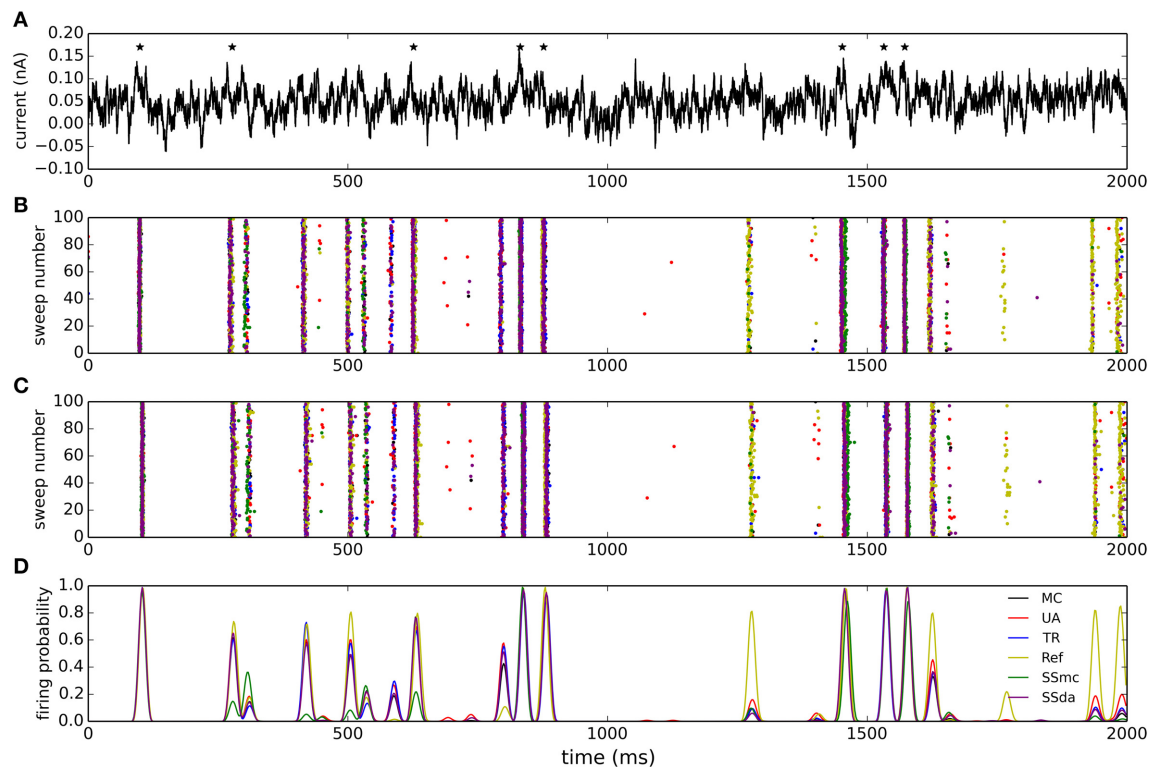 A
current (nA)
0.20
0.15
0.10
0.05
0.00
−0.05
−0.10
0 500 1000 1500 2000
B
sweep number
100
80
60
40
20
0
0 500 1000 1500 2000
C
sweep number
100
80
60
40
20
0
0 500 1000 1500 2000
D
firing probability
1.0
0.8
0.6
0.4
0.2
0.0
MC
UA
TR
Ref
SSmc
SSda
0 500 1000 1500 2000
time (ms)